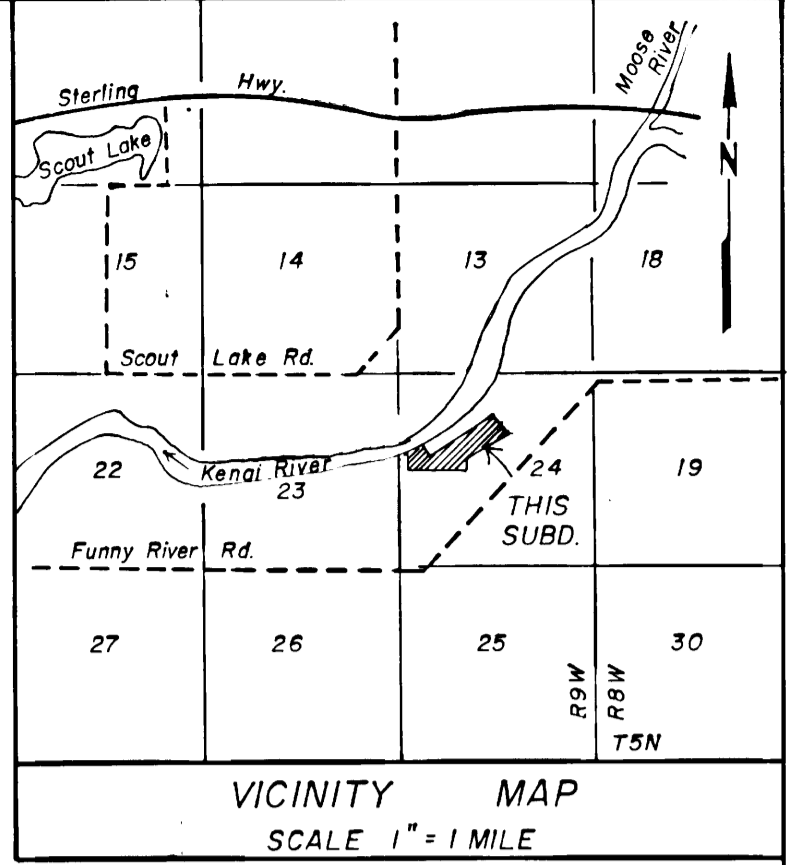 Moose River
Sterling Hwy.
Scout Lake
N
15 14 13 18
Scout Lake Rd.
22 Kenai River 23 24 19
THIS
SUBD.
Funny River Rd.
27 26 25 30
R9W R8W
T5N
VICINITY MAP
SCALE 1" = 1 MILE